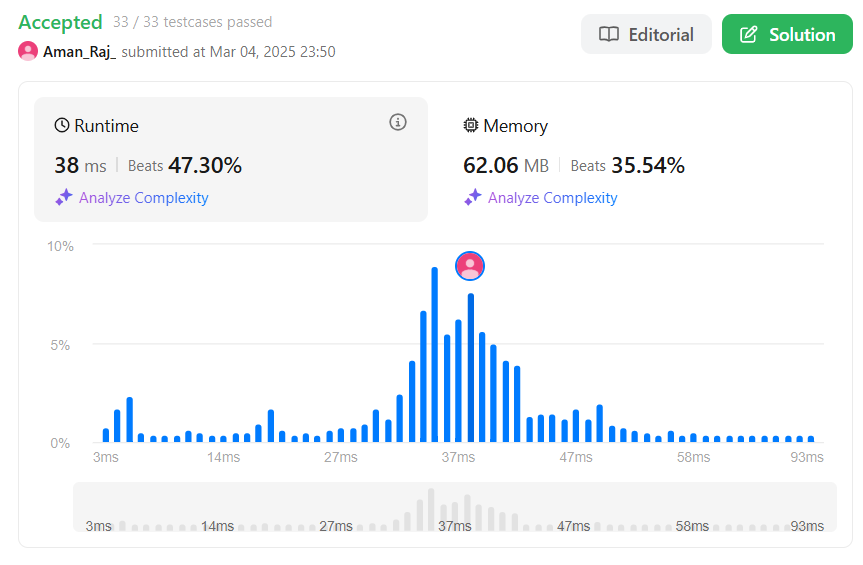 Accepted 33 / 33 testcases passed
Aman_Raj_ submitted at Mar 04, 2025 23:50
Editorial
Solution
Runtime
38 ms | Beats 47.30%
Analyze Complexity
Memory
62.06 MB | Beats 35.54%
Analyze Complexity
10%
5%
0%
3ms 14ms 27ms 37ms 47ms 58ms 93ms
3ms 14ms 27ms 37ms 47ms 58ms 93ms